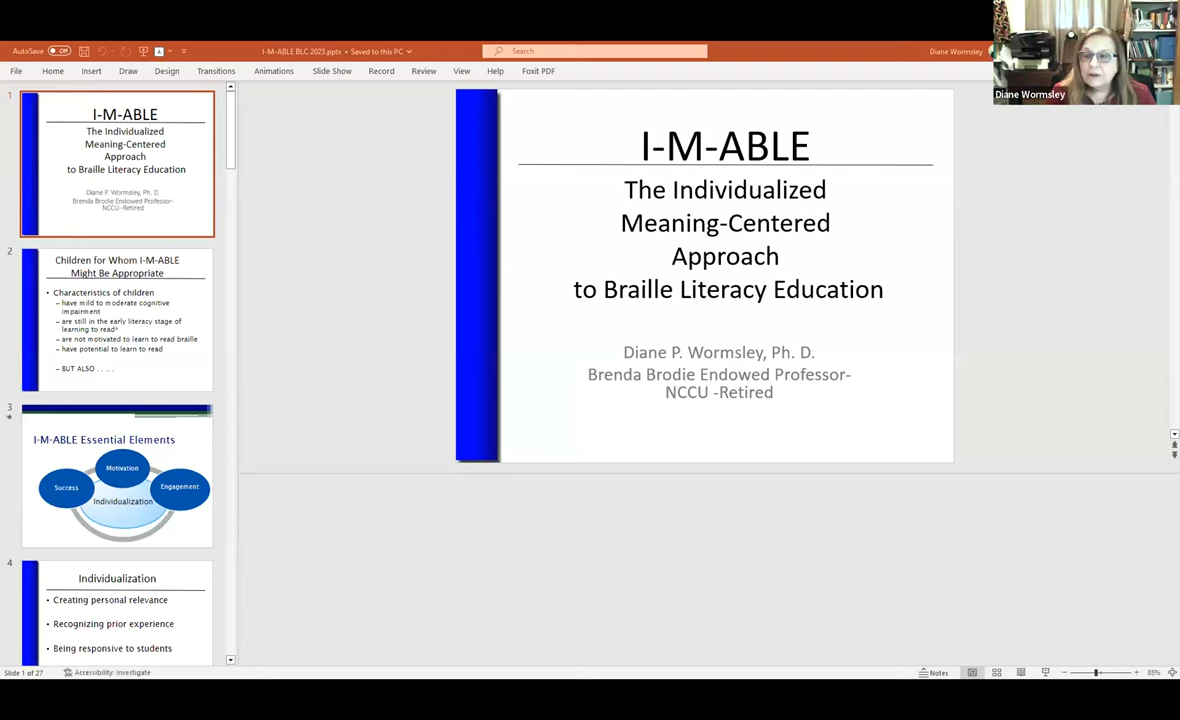 AutoSave
Off
I-M-ABLE BLC 2023.pptx • Saved to this PC
Search
Diane Wormsley
Diane Wormsley
File Home Insert Draw Design Transitions Animations Slide Show Record Review View Help Foxit PDF
1
I-M-ABLE
The Individualized
Meaning-Centered
Approach
to Braille Literacy Education
Diane P. Wormsley, Ph. D.
Brenda Brodie Endowed Professor-
NCCU -Retired
2
Children for Whom I-M-ABLE
Might Be Appropriate
• Characteristics of children
– have mild to moderate cognitive
impairment
– are still in the early literacy stage of
learning to read*
– are not motivated to learn to read braille
– have potential to learn to read
– BUT ALSO . . . . .
3
I-M-ABLE Essential Elements
Motivation
Success
Engagement
Individualization
4
Individualization
• Creating personal relevance
• Recognizing prior experience
• Being responsive to students
I-M-ABLE
The Individualized
Meaning-Centered
Approach
to Braille Literacy Education
Diane P. Wormsley, Ph. D.
Brenda Brodie Endowed Professor-
NCCU -Retired
Slide 1 of 27
Accessibility: Investigate
Notes
85%